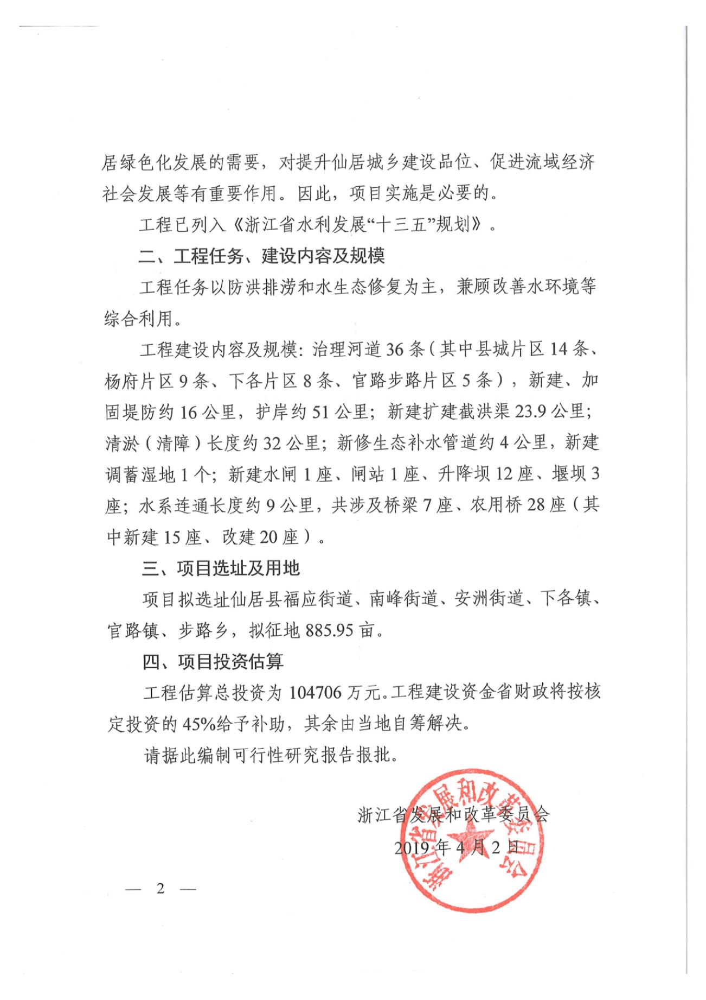 居绿色化发展的需要，对提升仙居城乡建设品位、促进流域经济
社会发展等有重要作用。因此，项目实施是必要的。
工程已列入《浙江省水利发展“十三五”规划》。
二、工程任务、建设内容及规模
工程任务以防洪排涝和水生态修复为主，兼顾改善水环境等
综合利用。
工程建设内容及规模：治理河道 36 条（其中县城片区 14 条、
杨府片区 9 条、下各片区 8 条、官路步路片区 5 条），新建、加
固堤防约 16 公里，护岸约 51 公里；新建扩建截洪渠 23.9 公里；
清淤（清障）长度约 32 公里；新修生态补水管道约 4 公里，新建
调蓄湿地 1 个；新建水闸 1 座、闸站 1 座、升降坝 12 座、堰坝 3
座；水系连通长度约 9 公里，共涉及桥梁 7 座、农用桥 28 座（其
中新建 15 座、改建 20 座）。
三、项目选址及用地
项目拟选址仙居县福应街道、南峰街道、安洲街道、下各镇、
官路镇、步路乡，拟征地 885.95 亩。
四、项目投资估算
工程估算总投资为 104706 万元。工程建设资金省财政将按核
定投资的 45%给予补助，其余由当地自筹解决。
请据此编制可行性研究报告报批。
浙江省发展和改革委员会
2019 年 4 月 2 日
浙江省发展和改革委员会
— 2 —